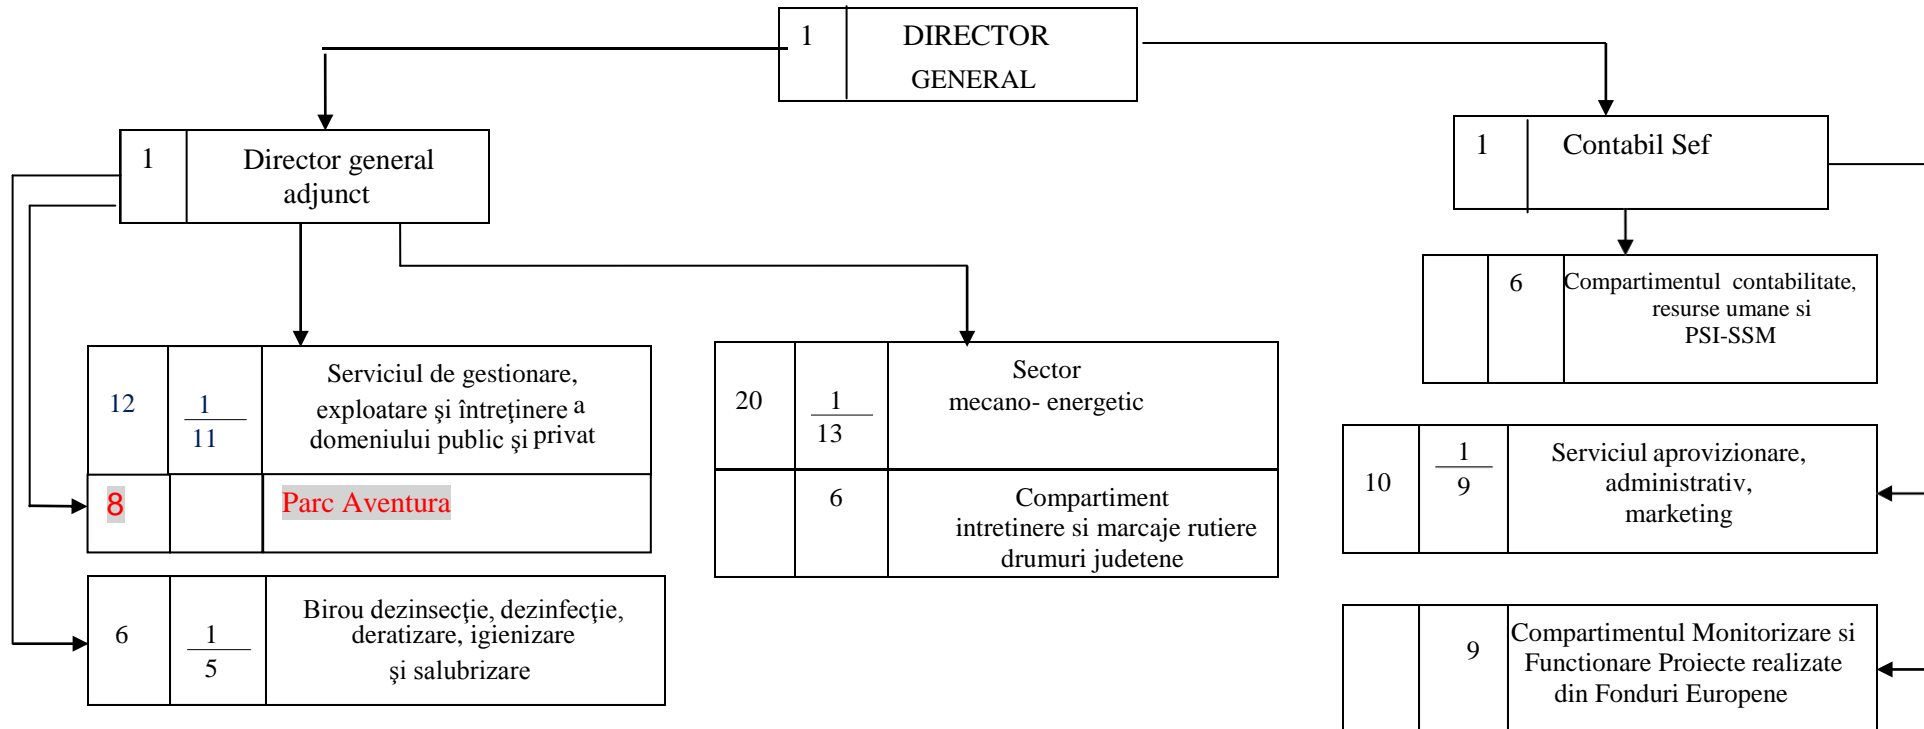 1 DIRECTOR
GENERAL
1 Director general
adjunct
1 Contabil Sef
6 Compartimentul contabilitate,
resurse umane si
PSI-SSM
12 1
11
Serviciul de gestionare,
exploatare şi întreţinere a
domeniului public şi privat
8 Parc Aventura
20 1
13
Sector
mecano- energetic
6 Compartiment
intretinere si marcaje rutiere
drumuri judetene
10 1
9
Serviciul aprovizionare,
administrativ,
marketing
6 1
5
Birou dezinsecţie, dezinfecţie,
deratizare, igienizare
şi salubrizare
9 Compartimentul Monitorizare si
Functionare Proiecte realizate
din Fonduri Europene